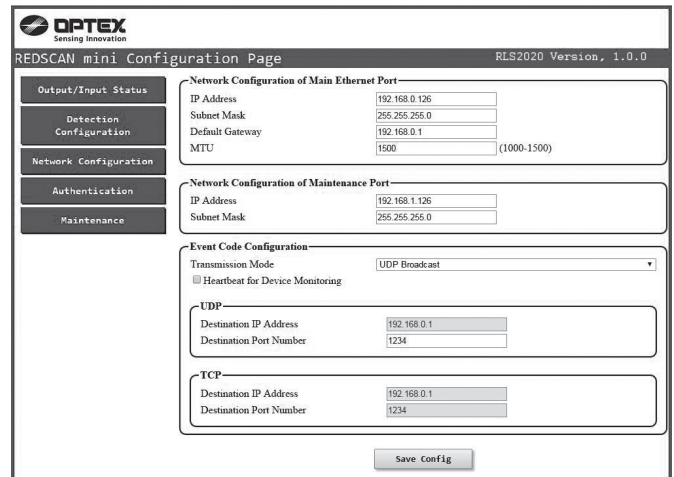 OPTEX
Sensing Innovation
REDSCAN mini Configuration Page RLS2020 Version, 1.0.0
Output/Input Status
Detection
Configuration
Network Configuration
Authentication
Maintenance
Network Configuration of Main Ethernet Port
IP Address 192.168.0.126
Subnet Mask 255.255.255.0
Default Gateway 192.168.0.1
MTU 1500 (1000-1500)
Network Configuration of Maintenance Port
IP Address 192.168.1.126
Subnet Mask 255.255.255.0
Event Code Configuration
Transmission Mode UDP Broadcast
Heartbeat for Device Monitoring
UDP
Destination IP Address 192.168.0.1
Destination Port Number 1234
TCP
Destination IP Address 192.168.0.1
Destination Port Number 1234
Save Config